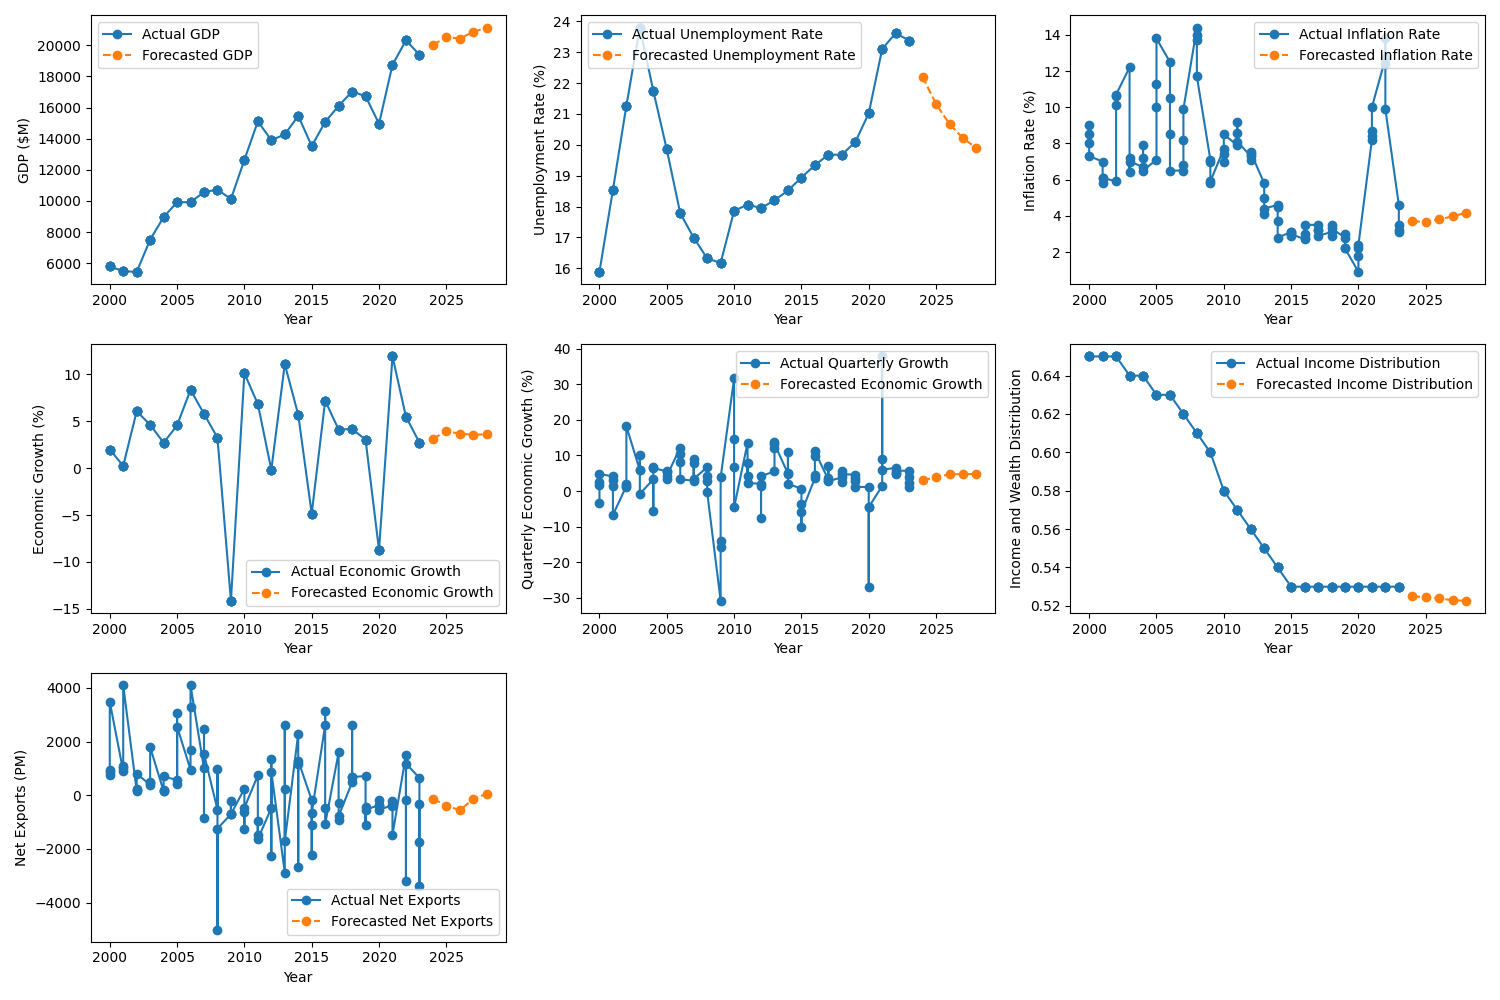 Actual GDP
Forecasted GDP
20000
18000
16000
14000
12000
10000
8000
6000
GDP ($M)
2000 2005 2010 2015 2020 2025
Year
Actual Unemployment Rate
Forecasted Unemployment Rate
24
23
22
21
20
19
18
17
16
Unemployment Rate (%)
2000 2005 2010 2015 2020 2025
Year
Actual Inflation Rate
Forecasted Inflation Rate
14
12
10
8
6
4
2
Inflation Rate (%)
2000 2005 2010 2015 2020 2025
Year
10
5
0
−5
−10
−15
Economic Growth (%)
Actual Economic Growth
Forecasted Economic Growth
2000 2005 2010 2015 2020 2025
Year
Actual Quarterly Growth
Forecasted Economic Growth
40
30
20
10
0
−10
−20
−30
Quarterly Economic Growth (%)
2000 2005 2010 2015 2020 2025
Year
Actual Income Distribution
Forecasted Income Distribution
0.64
0.62
0.60
0.58
0.56
0.54
0.52
Income and Wealth Distribution
2000 2005 2010 2015 2020 2025
Year
4000
2000
0
−2000
−4000
Net Exports (PM)
Actual Net Exports
Forecasted Net Exports
2000 2005 2010 2015 2020 2025
Year